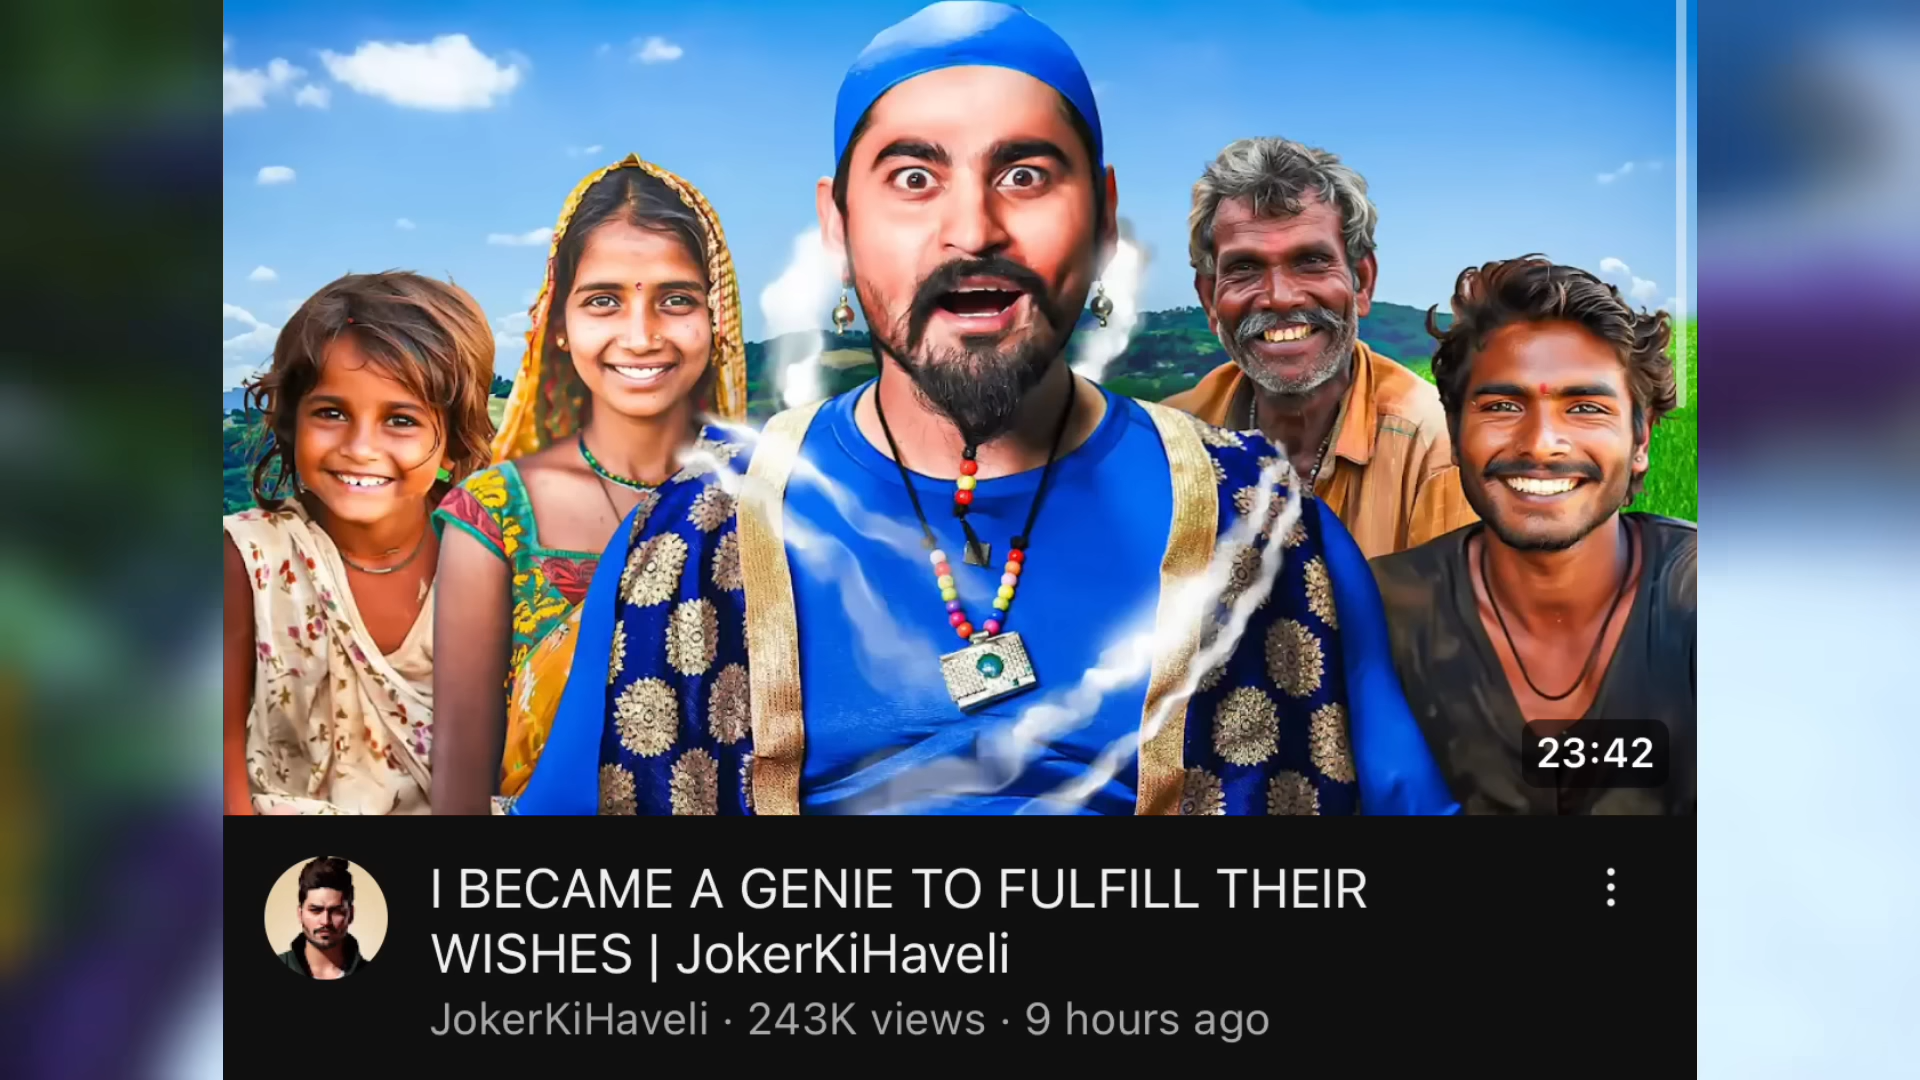 23:42
I BECAME A GENIE TO FULFILL THEIR
WISHES | JokerKiHaveli
JokerKiHaveli · 243K views · 9 hours ago